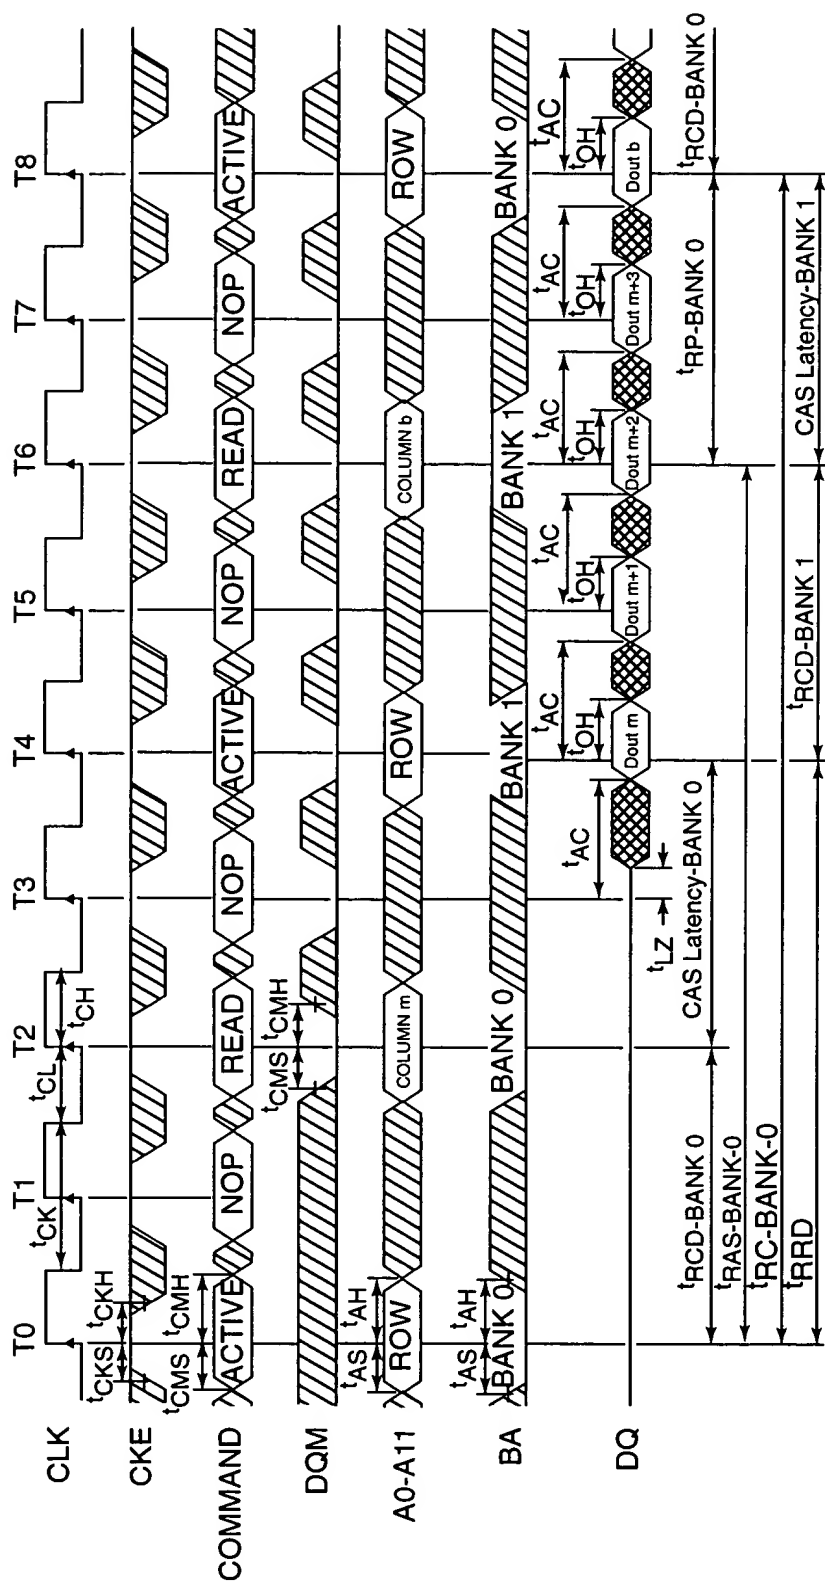 T0 T1 T2 T3 T4 T5 T6 T7 T8
CLK
tCK tCL tCH
tCKS tCKH
CKE
tCMS tCMH
COMMAND ACTIVE NOP READ NOP ACTIVE NOP READ NOP ACTIVE
tCMS tCMH
DQM
tAS tAH
A0-A11 ROW COLUMN m ROW COLUMN b ROW
tAS tAH
BA BANK 0 BANK 0 BANK 1 BANK 1 BANK 0
tAC tAC tAC tAC tAC tAC
tOH tOH tOH tOH tOH
DQ Dout m Dout m+1 Dout m+2 Dout m+3 Dout b
tLZ
tRCD-BANK 0 CAS Latency-BANK 0 tRP-BANK 0 tRCD-BANK 0
tRAS-BANK-0
tRC-BANK-0
tRRD tRCD-BANK 1 CAS Latency-BANK 1